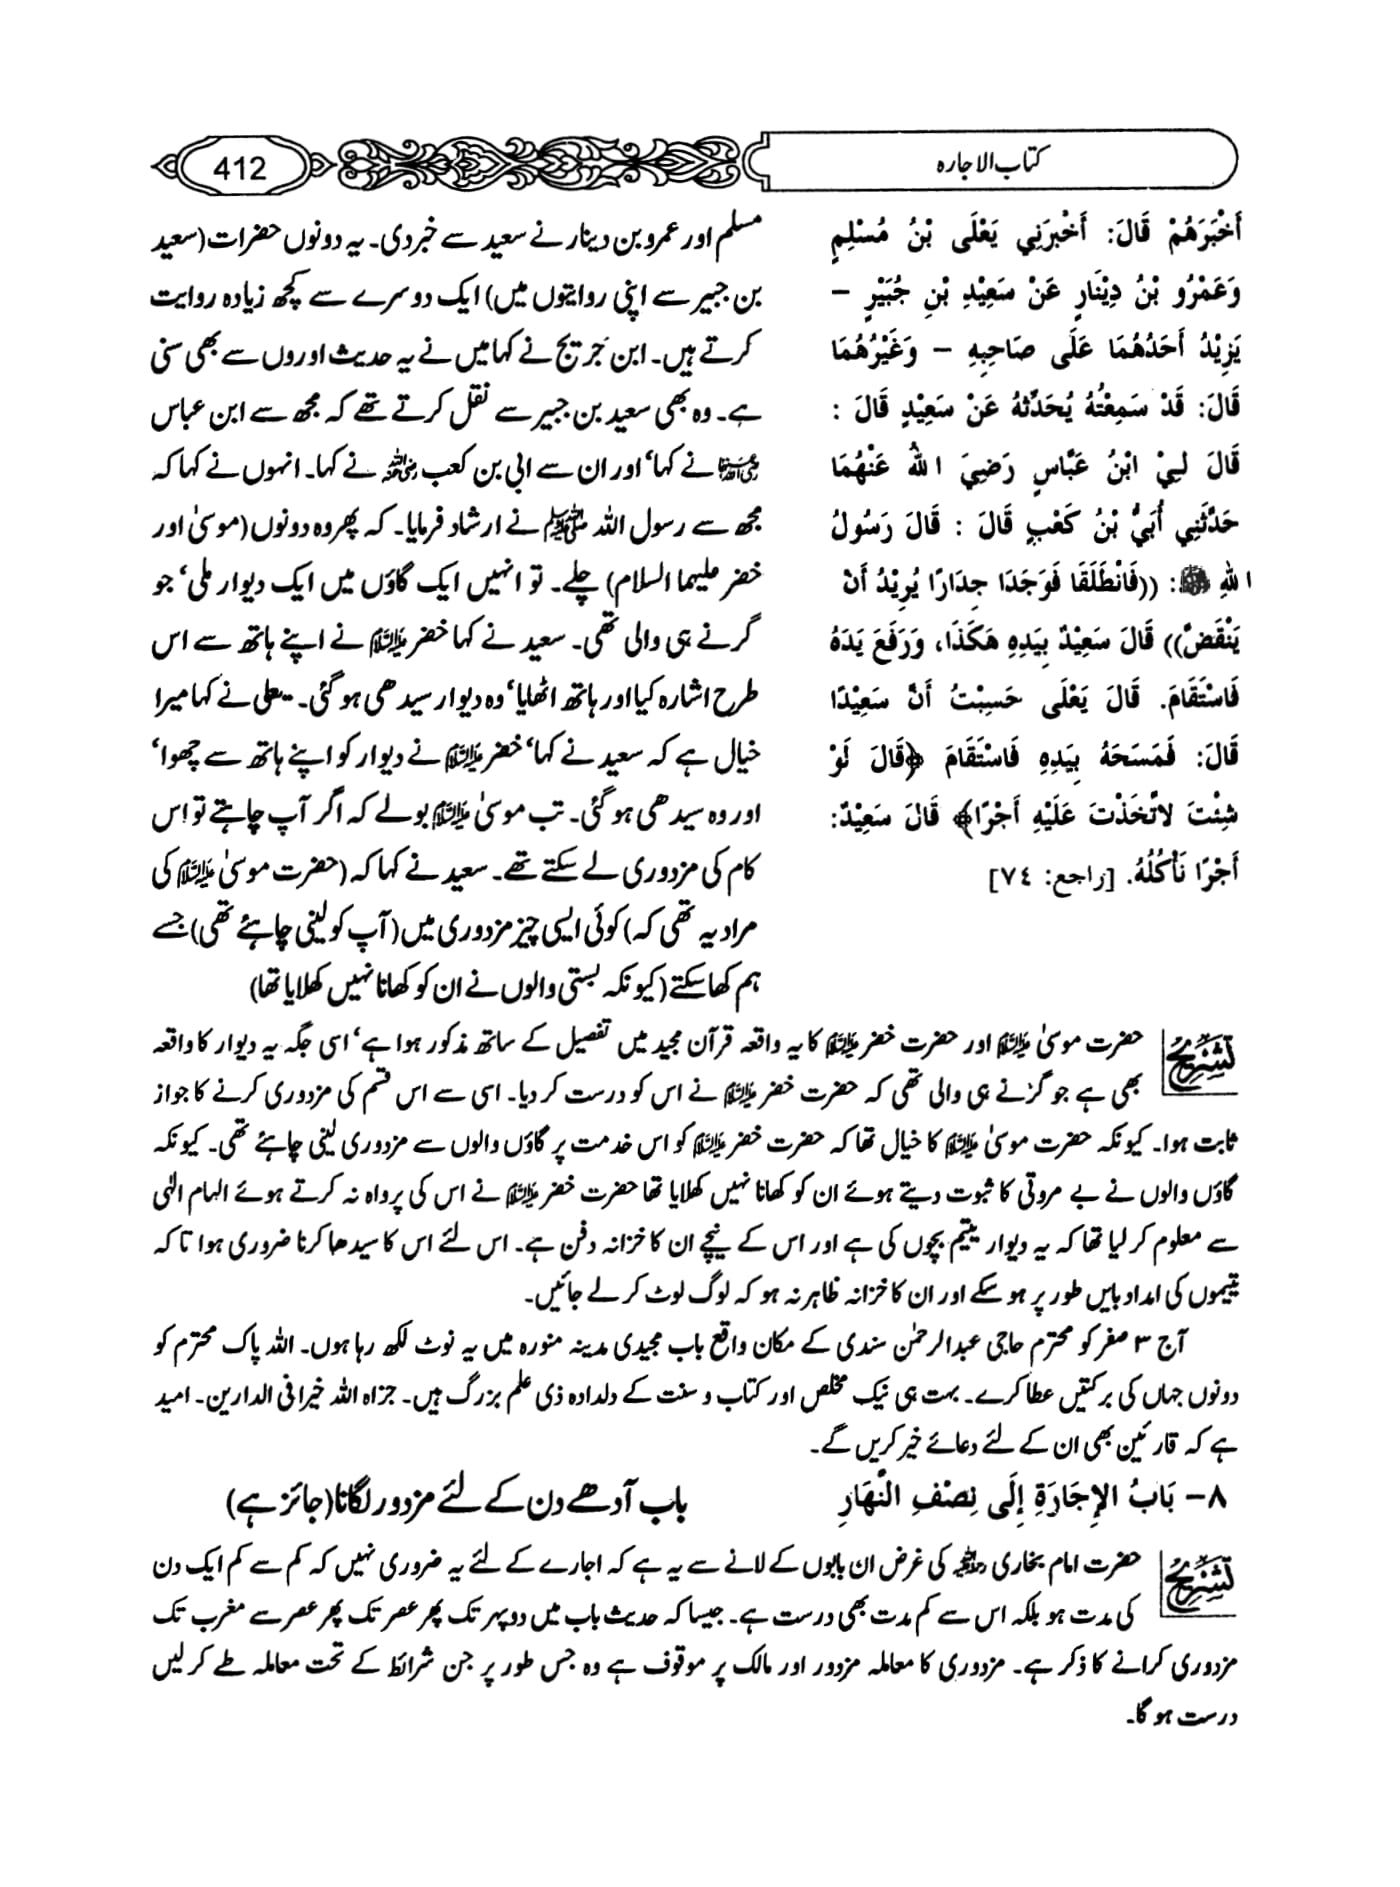 کتاب الاجارہ
412
أَخْبَرَهُمْ قَالَ: أَخْبَرَنِي يَعْلَى بْنُ مُسْلِمٍ
وَعَمْرُو بْنُ دِيْنَارٍ عَنْ سَعِيْدِ بْنِ جُبَيْرٍ –
يَزِيْدُ أَحَدُهُمَا عَلَى صَاحِبِهِ – وَغَيْرُهُمَا
قَالَ: قَدْ سَمِعْتُهُ يُحَدِّثُهُ عَنْ سَعِيْدٍ قَالَ :
قَالَ لِيْ ابْنُ عَبَّاسٍ رَضِيَ اللهُ عَنْهُمَا
حَدَّثَنِي أُبَيُّ بْنُ كَعْبٍ قَالَ : قَالَ رَسُولُ
اللهِ ﷺ: ((فَانْطَلَقَا فَوَجَدَا جِدَارًا يُرِيْدُ أَنْ
يَنْقَضَّ)) قَالَ سَعِيْدٌ بِيَدِهِ هَكَذَا، وَرَفَعَ يَدَهُ
فَاسْتَقَامَ. قَالَ يَعْلَى حَسِبْتُ أَنَّ سَعِيْدًا
قَالَ: فَمَسَحَهُ بِيَدِهِ فَاسْتَقَامَ ﴿قَالَ لَوْ
شِئْتَ لاَتَّخَذْتَ عَلَيْهِ أَجْرًا﴾ قَالَ سَعِيْدٌ:
أَجْرًا نَأْكُلُهُ. [راجع: ٧٤]
مسلم اور عمرو بن دینار نے سعید سے خبر دی۔ یہ دونوں حضرات (سعید
بن جبیر سے اپنی روایتوں میں) ایک دوسرے سے کچھ زیادہ روایت
کرتے ہیں۔ ابن جریج نے کہا میں نے یہ حدیث اوروں سے بھی سنی
ہے۔ وہ بھی سعید بن جبیر سے نقل کرتے تھے کہ مجھ سے ابن عباس
رضی اللہ عنہما نے کہا‘ اور ان سے ابی بن کعب رضی اللہ عنہ نے کہا۔ انہوں نے کہا کہ
مجھ سے رسول اللہ ﷺ نے ارشاد فرمایا۔ کہ پھر وہ دونوں (موسیٰ اور
خضر علیہما السلام) چلے۔ تو انہیں ایک گاؤں میں ایک دیوار ملی‘ جو
گرنے ہی والی تھی۔ سعید نے کہا خضر علیہ السلام نے اپنے ہاتھ سے اس
طرح اشارہ کیا اور ہاتھ اٹھایا‘ وہ دیوار سیدھی ہو گئی۔ یعلی نے کہا میرا
خیال ہے کہ سعید نے کہا‘ خضر علیہ السلام نے دیوار کو اپنے ہاتھ سے چھوا‘
اور وہ سیدھی ہو گئی۔ تب موسیٰ علیہ السلام بولے کہ اگر آپ چاہتے تو اس
کام کی مزدوری لے سکتے تھے۔ سعید نے کہا کہ (حضرت موسیٰ علیہ السلام کی
مراد یہ تھی کہ) کوئی ایسی چیز مزدوری میں (آپ کو لینی چاہئے تھی) جسے
ہم کھا سکتے (کیونکہ بستی والوں نے ان کو کھانا نہیں کھلایا تھا)
تشریح حضرت موسیٰ علیہ السلام اور حضرت خضر علیہ السلام کا یہ واقعہ قرآن مجید میں تفصیل کے ساتھ مذکور ہوا ہے‘ اسی جگہ یہ دیوار کا واقعہ
بھی ہے جو گرنے ہی والی تھی کہ حضرت خضر علیہ السلام نے اس کو درست کر دیا۔ اسی سے اس قسم کی مزدوری کرنے کا جواز
ثابت ہوا۔ کیونکہ حضرت موسیٰ علیہ السلام کا خیال تھا کہ حضرت خضر علیہ السلام کو اس خدمت پر گاؤں والوں سے مزدوری لینی چاہئے تھی۔ کیونکہ
گاؤں والوں نے بے مروتی کا ثبوت دیتے ہوئے ان کو کھانا نہیں کھلایا تھا حضرت خضر علیہ السلام نے اس کی پرواہ نہ کرتے ہوئے الہام الٰہی
سے معلوم کر لیا تھا کہ یہ دیوار یتیم بچوں کی ہے اور اس کے نیچے ان کا خزانہ دفن ہے۔ اس لئے اس کا سیدھا کرنا ضروری ہوا تا کہ
یتیموں کی امداد بایں طور پر ہو سکے اور ان کا خزانہ ظاہر نہ ہو کہ لوگ لوٹ کر لے جائیں۔
آج ۳ صفر کو محترم حاجی عبدالرحمٰن سندی کے مکان واقع باب مجیدی مدینہ منورہ میں یہ نوٹ لکھ رہا ہوں۔ اللہ پاک محترم کو
دونوں جہاں کی برکتیں عطا کرے۔ بہت ہی نیک مخلص اور کتاب و سنت کے دلدادہ ذی علم بزرگ ہیں۔ جزاہ اللہ خیرا فی الدارین۔ امید
ہے کہ قارئین بھی ان کے لئے دعائے خیر کریں گے۔
٨– بَابُ الإِجَارَةِ إِلَى نِصْفِ النَّهَارِ
باب آدھے دن کے لئے مزدور لگانا (جائز ہے)
تشریح حضرت امام بخاری رحمہ اللہ کی غرض ان بابوں کے لانے سے یہ ہے کہ اجارے کے لئے یہ ضروری نہیں کہ کم سے کم ایک دن
کی مدت ہو بلکہ اس سے کم مدت بھی درست ہے۔ جیسا کہ حدیث باب میں دوپہر تک پھر عصر تک پھر عصر سے مغرب تک
مزدوری کرانے کا ذکر ہے۔ مزدوری کا معاملہ مزدور اور مالک پر موقوف ہے وہ جس طور پر جن شرائط کے تحت معاملہ طے کر لیں
درست ہو گا۔